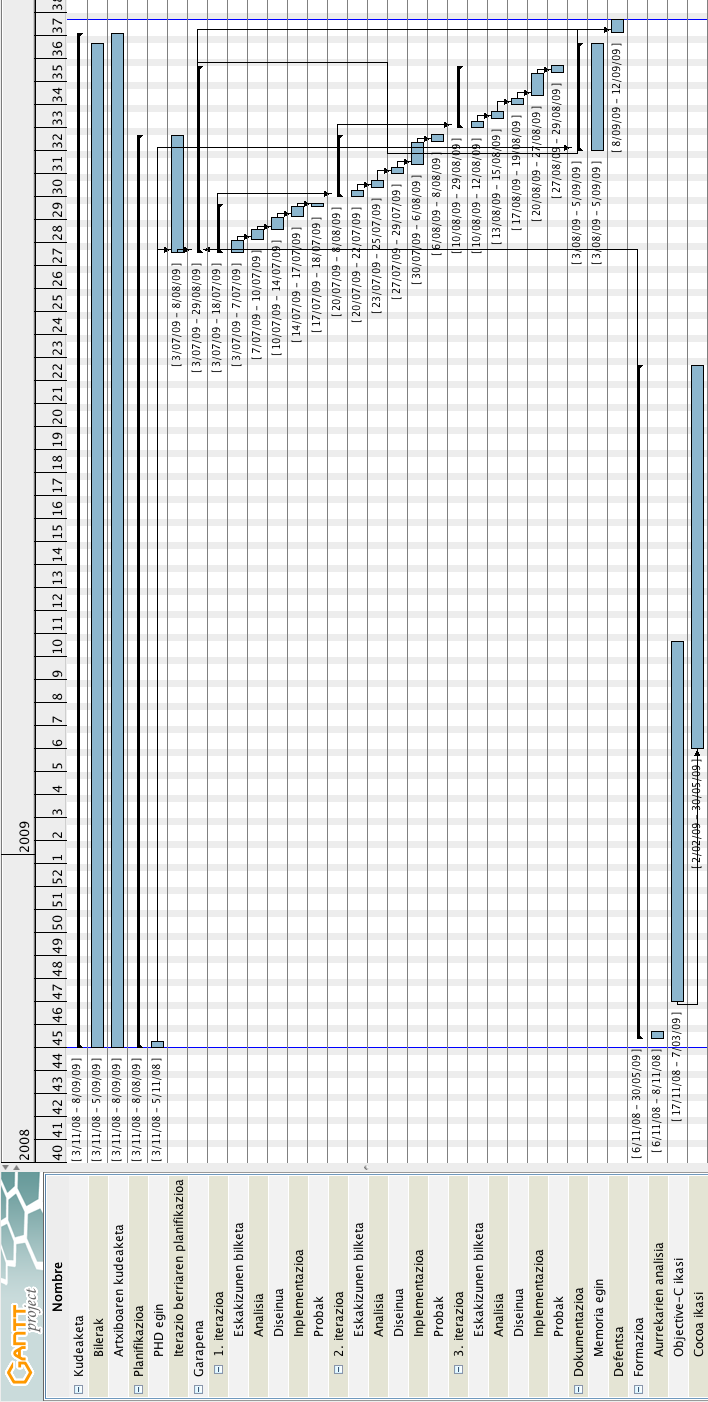 GANTT
project
2008
2009
40 41 42 43 44 45 46 47 48 49 50 51 52 1 2 3 4 5 6 7 8 9 10 11 12 13 14 15 16 17 18 19 20 21 22 23 24 25 26 27 28 29 30 31 32 33 34 35 36 37 38
Nombre
Kudeaketa
[ 3/11/08 – 8/09/09 ]
Bilerak
[ 3/11/08 – 5/09/09 ]
Artxiboaren kudeaketa
[ 3/11/08 – 8/09/09 ]
Planifikazioa
[ 3/11/08 – 8/08/09 ]
PHD egin
[ 3/11/08 – 5/11/08 ]
Iterazio berriaren planifikazioa
[ 3/07/09 – 8/08/09 ]
Garapena
[ 3/07/09 – 29/08/09 ]
1. iterazioa
[ 3/07/09 – 18/07/09 ]
Eskakizunen bilketa
[ 3/07/09 – 7/07/09 ]
Analisia
[ 7/07/09 – 10/07/09 ]
Diseinua
[ 10/07/09 – 14/07/09 ]
Inplementazioa
[ 14/07/09 – 17/07/09 ]
Probak
[ 17/07/09 – 18/07/09 ]
2. iterazioa
[ 20/07/09 – 8/08/09 ]
Eskakizunen bilketa
[ 20/07/09 – 22/07/09 ]
Analisia
[ 23/07/09 – 25/07/09 ]
Diseinua
[ 27/07/09 – 29/07/09 ]
Inplementazioa
[ 30/07/09 – 6/08/09 ]
Probak
[ 6/08/09 – 8/08/09 ]
3. iterazioa
[ 10/08/09 – 29/08/09 ]
Eskakizunen bilketa
[ 10/08/09 – 12/08/09 ]
Analisia
[ 13/08/09 – 15/08/09 ]
Diseinua
[ 17/08/09 – 19/08/09 ]
Inplementazioa
[ 20/08/09 – 27/08/09 ]
Probak
[ 27/08/09 – 29/08/09 ]
Dokumentazioa
[ 3/08/09 – 5/09/09 ]
Memoria egin
[ 3/08/09 – 5/09/09 ]
Defentsa
[ 8/09/09 – 12/09/09 ]
Formazioa
[ 6/11/08 – 30/05/09 ]
Aurrekarien analisia
[ 6/11/08 – 8/11/08 ]
Objective–C ikasi
[ 17/11/08 – 7/03/09 ]
Cocoa ikasi
[ 2/02/09 – 30/05/09 ]